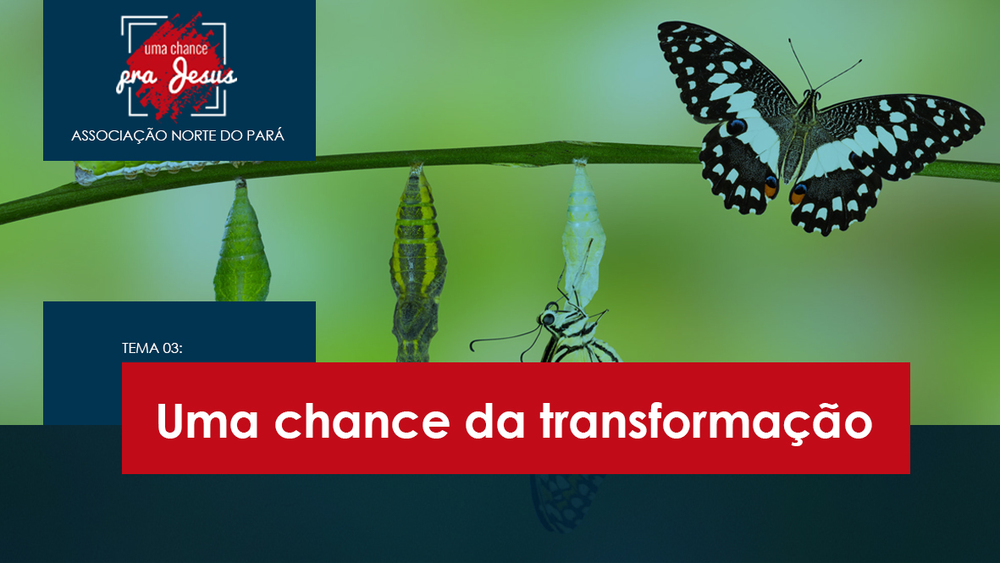 uma chance
pra Jesus
ASSOCIAÇÃO NORTE DO PARÁ
TEMA 03:
Uma chance da transformação